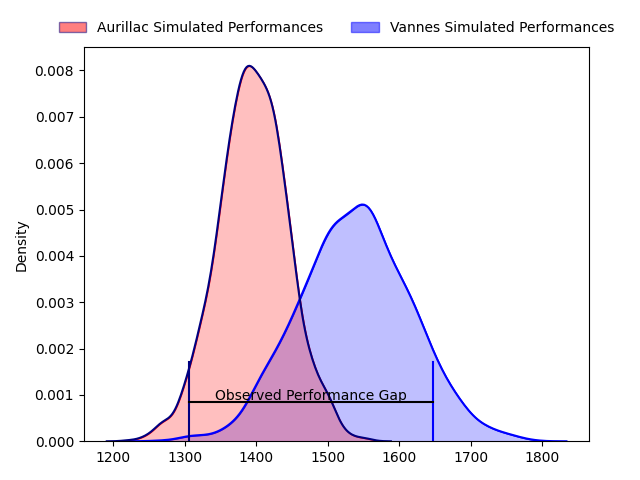 Aurillac Simulated Performances Vannes Simulated Performances
0.008
0.007
0.006
0.005
0.004
0.003
0.002
0.001
0.000
Density
Observed Performance Gap
1200 1300 1400 1500 1600 1700 1800